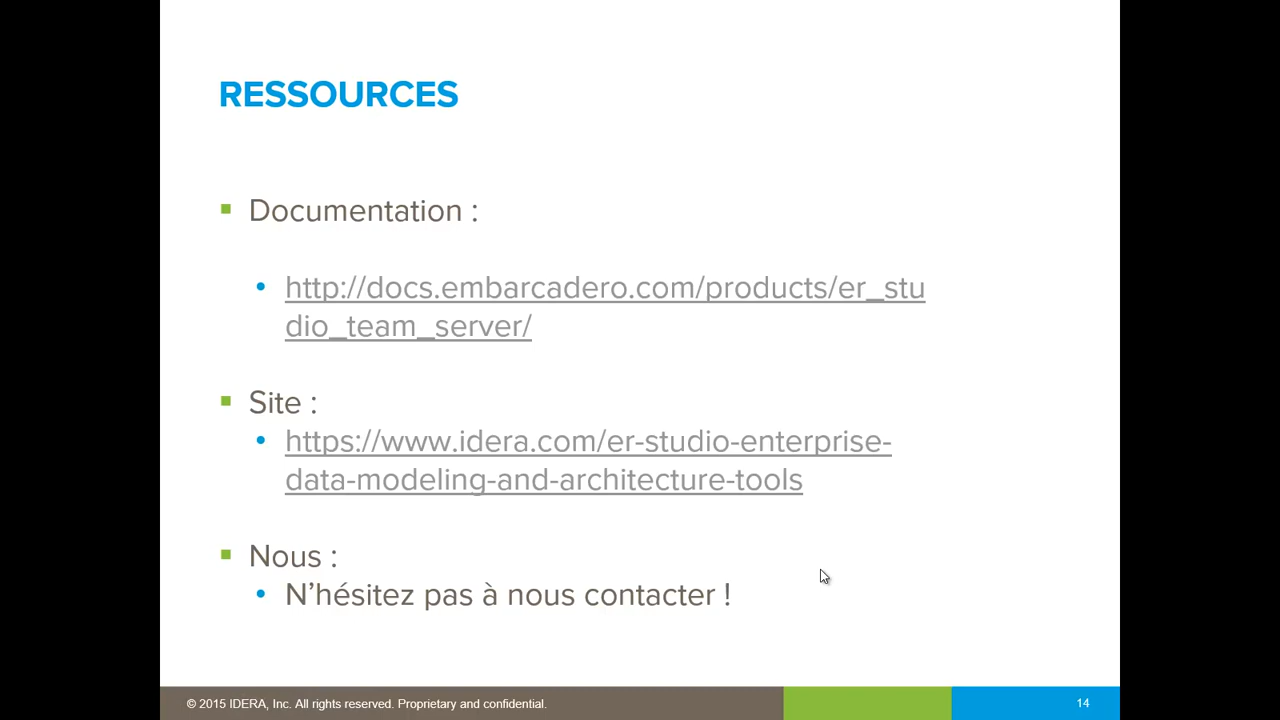 RESSOURCES
Documentation :
http://docs.embarcadero.com/products/er_stu
dio_team_server/
Site :
https://www.idera.com/er-studio-enterprise-
data-modeling-and-architecture-tools
Nous :
N’hésitez pas à nous contacter !
© 2015 IDERA, Inc. All rights reserved. Proprietary and confidential.
14